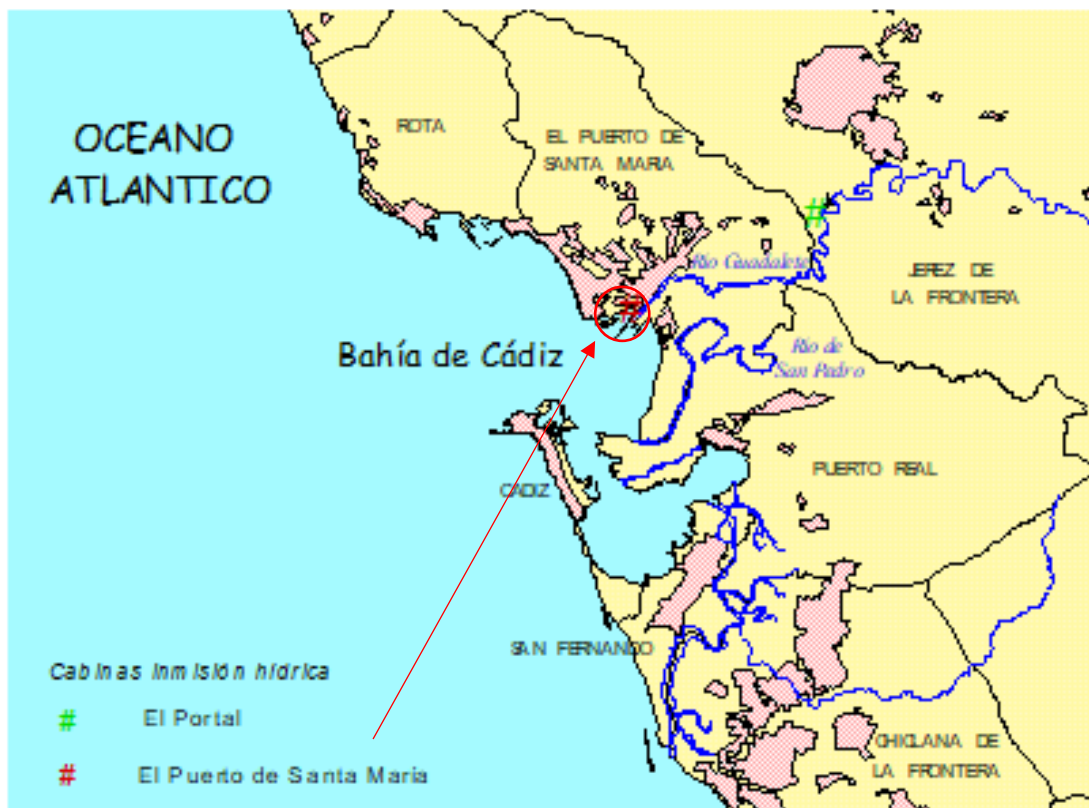 OCEANO
ATLANTICO
ROTA
EL PUERTO DE
SANTA MARIA
#
Río Guadalete
JEREZ DE
LA FRONTERA
#
Bahía de Cádiz
Río de
San Pedro
PUERTO REAL
CADIZ
SAN FERNANDO
CHICLANA DE
LA FRONTERA
Cabinas inmisión hídrica
# El Portal
# El Puerto de Santa María